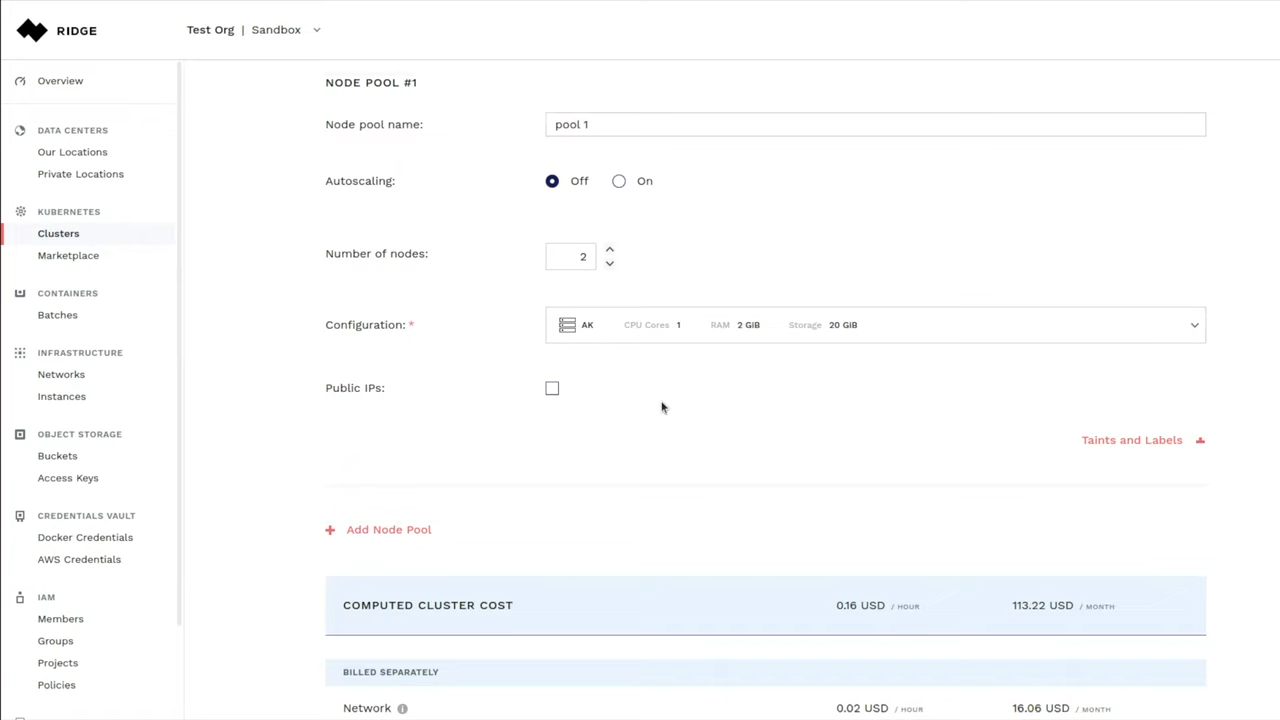 RIDGE
Test Org | Sandbox
Overview
DATA CENTERS
Our Locations
Private Locations
KUBERNETES
Clusters
Marketplace
CONTAINERS
Batches
INFRASTRUCTURE
Networks
Instances
OBJECT STORAGE
Buckets
Access Keys
CREDENTIALS VAULT
Docker Credentials
AWS Credentials
IAM
Members
Groups
Projects
Policies
NODE POOL #1
Node pool name: pool 1
Autoscaling: Off On
Number of nodes: 2
Configuration: * AK CPU Cores 1 RAM 2 GiB Storage 20 GiB
Public IPs:
Taints and Labels
+ Add Node Pool
COMPUTED CLUSTER COST 0.16 USD / HOUR 113.22 USD / MONTH
BILLED SEPARATELY
Network 0.02 USD / HOUR 16.06 USD / MONTH